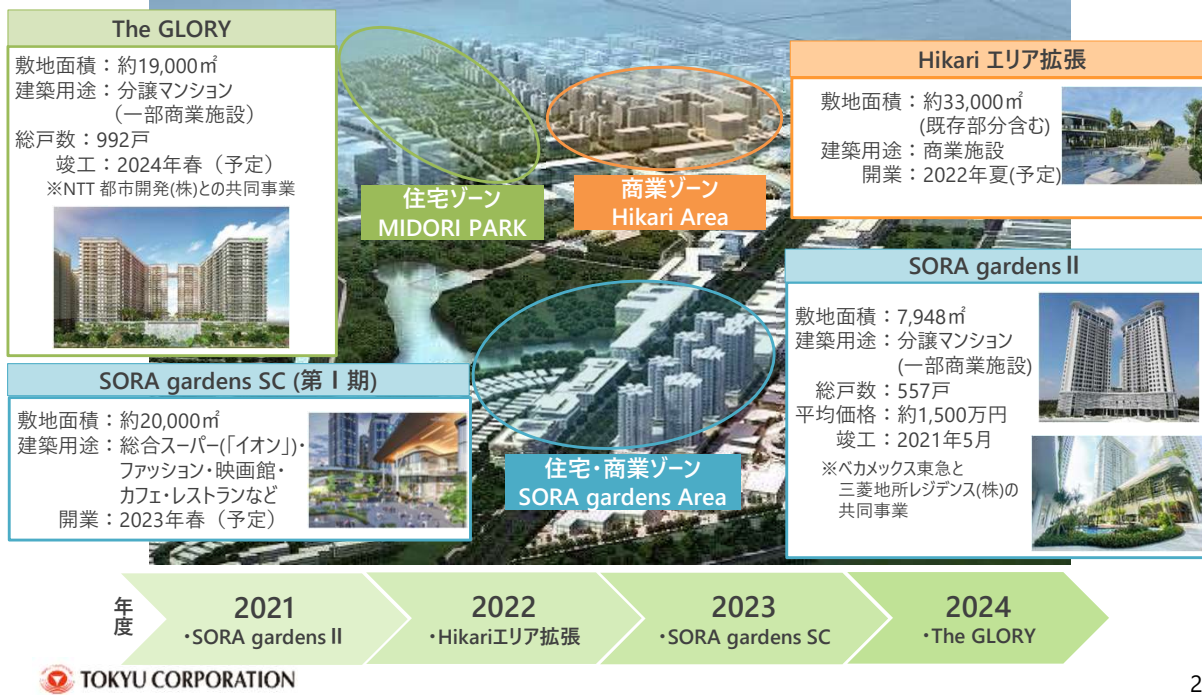 The GLORY
敷地面積：約19,000㎡
建築用途：分譲マンション
（一部商業施設）
総戸数：992戸
竣工：2024年春（予定）
※NTT 都市開発(株)との共同事業
住宅ゾーン
MIDORI PARK
商業ゾーン
Hikari Area
Hikari エリア拡張
敷地面積：約33,000㎡
(既存部分含む)
建築用途：商業施設
開業：2022年夏(予定)
SORA gardens SC (第Ⅰ期)
敷地面積：約20,000㎡
建築用途：総合スーパー(「イオン」)・
ファッション・映画館・
カフェ・レストランなど
開業：2023年春（予定）
住宅・商業ゾーン
SORA gardens Area
SORA gardensⅡ
敷地面積：7,948㎡
建築用途：分譲マンション
(一部商業施設)
総戸数：557戸
平均価格：約1,500万円
竣工：2021年5月
※ベカメックス東急と
三菱地所レジデンス(株)の
共同事業
年度
2021
・SORA gardensⅡ
2022
・Hikariエリア拡張
2023
・SORA gardens SC
2024
・The GLORY
TOKYU CORPORATION
2